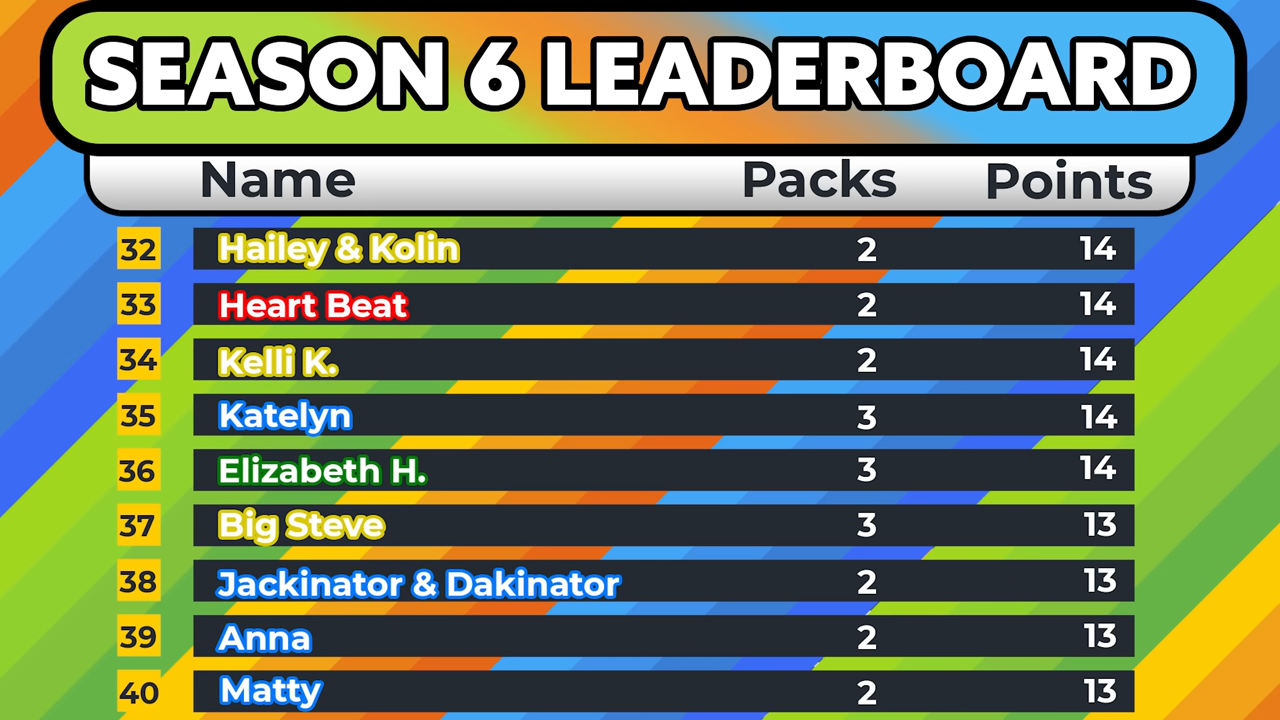 SEASON 6 LEADERBOARD
Name Packs Points
32 Hailey & Kolin 2 14
33 Heart Beat 2 14
34 Kelli K. 2 14
35 Katelyn 3 14
36 Elizabeth H. 3 14
37 Big Steve 3 13
38 Jackinator & Dakinator 2 13
39 Anna 2 13
40 Matty 2 13